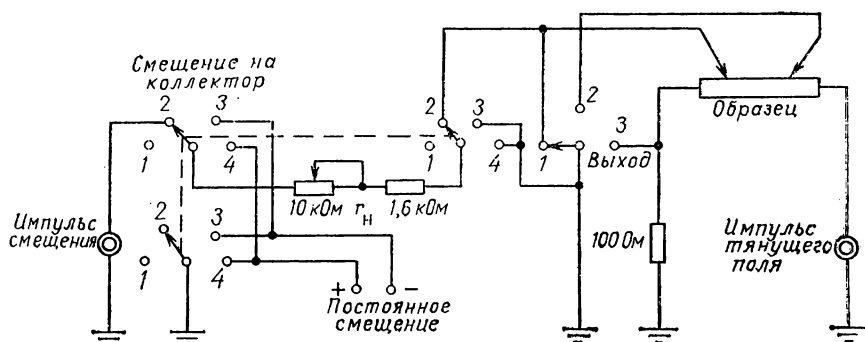 Смещение на
коллектор
2
3
1
4
2
3
1
4
1
2
3
Выход
Образец
10 кОм
rн
1,6 кОм
2
3
1
4
Импульс
смещения
100 Ом
Импульс
тянущего
поля
+
−
Постоянное
смещение